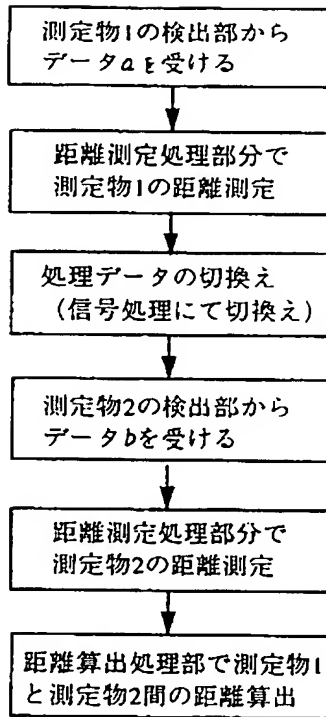 測定物1の検出部から
データaを受ける
距離測定処理部分で
測定物1の距離測定
処理データの切換え
(信号処理にて切換え)
測定物2の検出部から
データbを受ける
距離測定処理部分で
測定物2の距離測定
距離算出処理部で測定物1
と測定物2間の距離算出